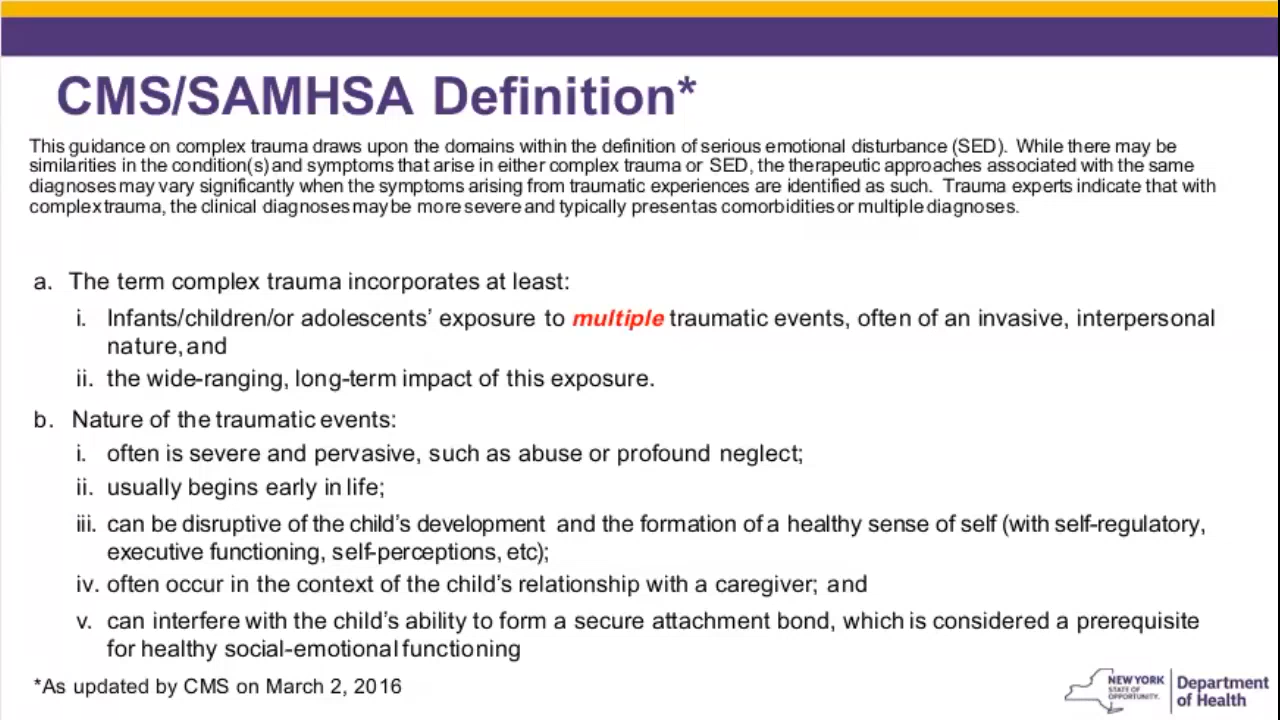 CMS/SAMHSA Definition*
This guidance on complex trauma draws upon the domains within the definition of serious emotional disturbance (SED).  While there may be
similarities in the condition(s) and symptoms that arise in either complex trauma or SED, the therapeutic approaches associated with the same
diagnoses may vary significantly when the symptoms arising from traumatic experiences are identified as such.  Trauma experts indicate that with
complex trauma, the clinical diagnoses may be more severe and typically present as comorbidities or multiple diagnoses.
a. The term complex trauma incorporates at least:
i. Infants/children/or adolescents’ exposure to multiple traumatic events, often of an invasive, interpersonal
nature, and
ii. the wide-ranging, long-term impact of this exposure.
b. Nature of the traumatic events:
i. often is severe and pervasive, such as abuse or profound neglect;
ii. usually begins early in life;
iii. can be disruptive of the child’s development and the formation of a healthy sense of self (with self-regulatory,
executive functioning, self-perceptions, etc);
iv. often occur in the context of the child’s relationship with a caregiver; and
v. can interfere with the child’s ability to form a secure attachment bond, which is considered a prerequisite
for healthy social-emotional functioning
*As updated by CMS on March 2, 2016
NEW YORK
STATE OF
OPPORTUNITY.
Department
of Health